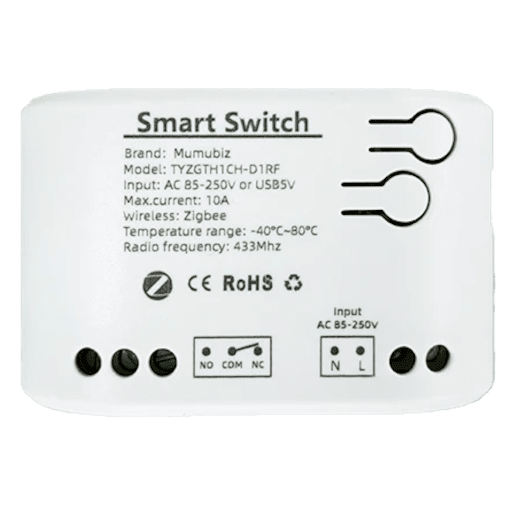 Smart Switch
Brand: Mumubiz
Model: TYZGTH1CH-D1RF
Input: AC 85-250V or USB5V
Max.current: 10A
Wireless: Zigbee
Temperature range: -40℃~80℃
Radio frequency: 433Mhz
CE RoHS
Input
AC 85-250V
NO COM NC
N L